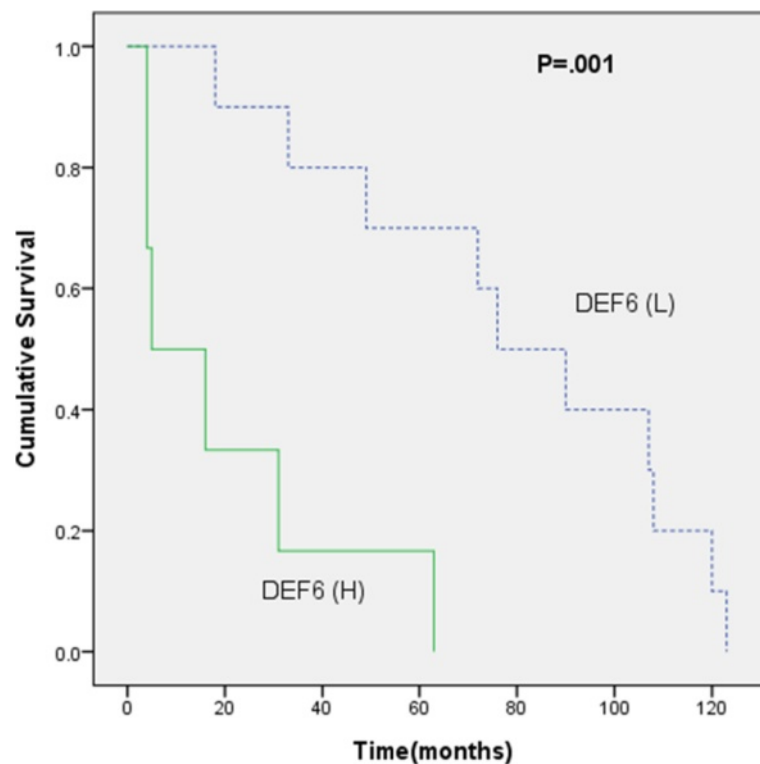 P=.001
1.0
0.8
0.6
0.4
0.2
0.0
Cumulative Survival
DEF6 (L)
DEF6 (H)
0 20 40 60 80 100 120
Time(months)